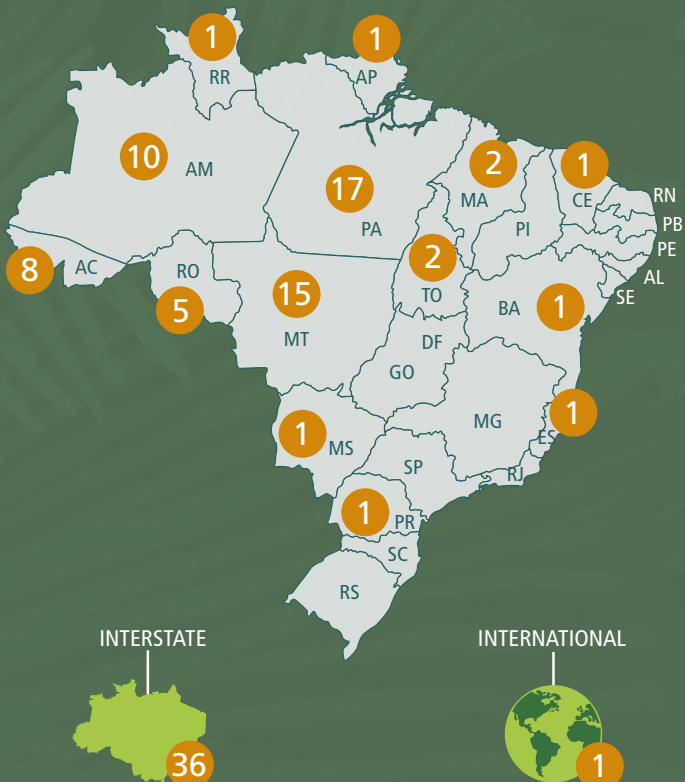 1
1
RR
AP
10
AM
17
PA
2
MA
1
CE
RN
PB
PE
AL
SE
PI
8
AC
RO
5
15
MT
2
TO
BA
1
DF
GO
MG
1
ES
1
MS
SP
RJ
1
PR
SC
RS
INTERSTATE
36
INTERNATIONAL
1